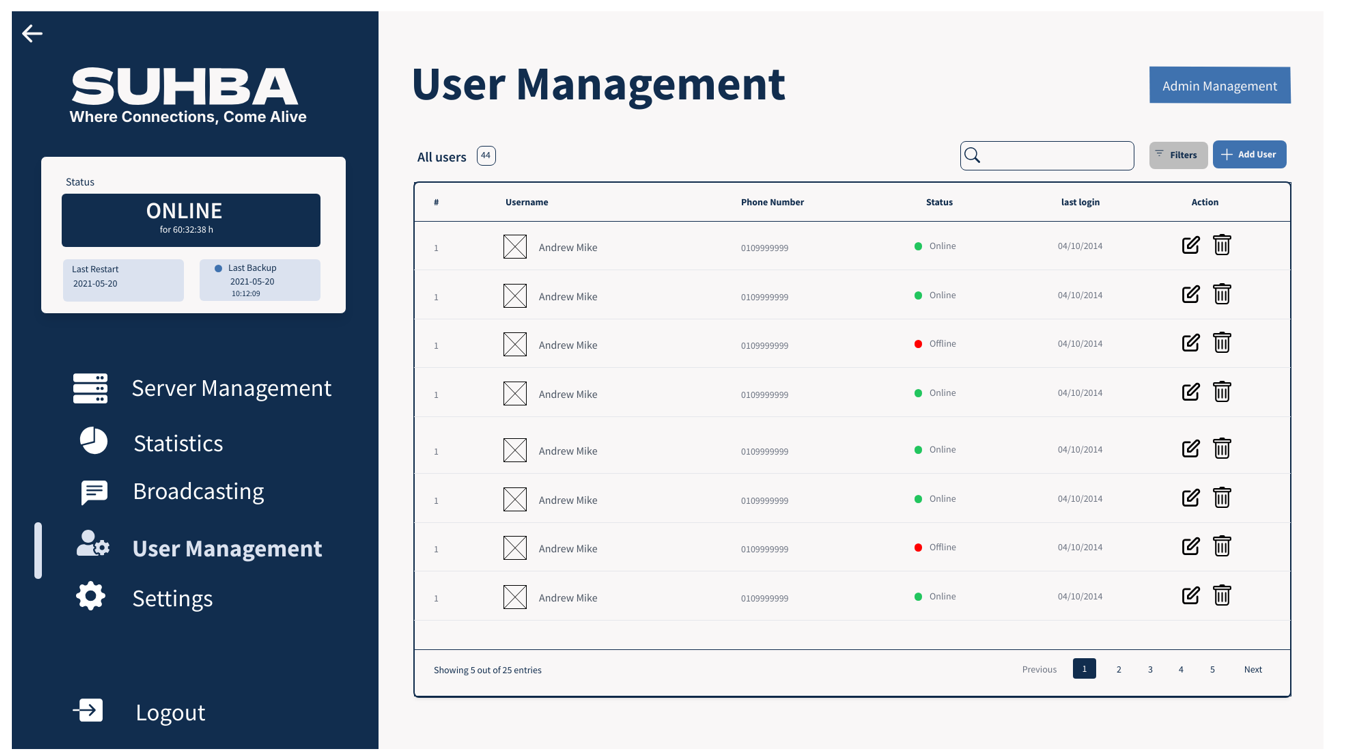 SUHBA
Where Connections, Come Alive
Status
ONLINE
for 60:32:38 h
Last Restart
2021-05-20
Last Backup
2021-05-20
10:12:09
Server Management
Statistics
Broadcasting
User Management
Settings
Logout
User Management
Admin Management
All users 44
Filters
Add User
# Username Phone Number Status last login Action
1 Andrew Mike 0109999999 Online 04/10/2014
1 Andrew Mike 0109999999 Online 04/10/2014
1 Andrew Mike 0109999999 Offline 04/10/2014
1 Andrew Mike 0109999999 Online 04/10/2014
1 Andrew Mike 0109999999 Online 04/10/2014
1 Andrew Mike 0109999999 Online 04/10/2014
1 Andrew Mike 0109999999 Offline 04/10/2014
1 Andrew Mike 0109999999 Online 04/10/2014
Showing 5 out of 25 entries
Previous 1 2 3 4 5 Next